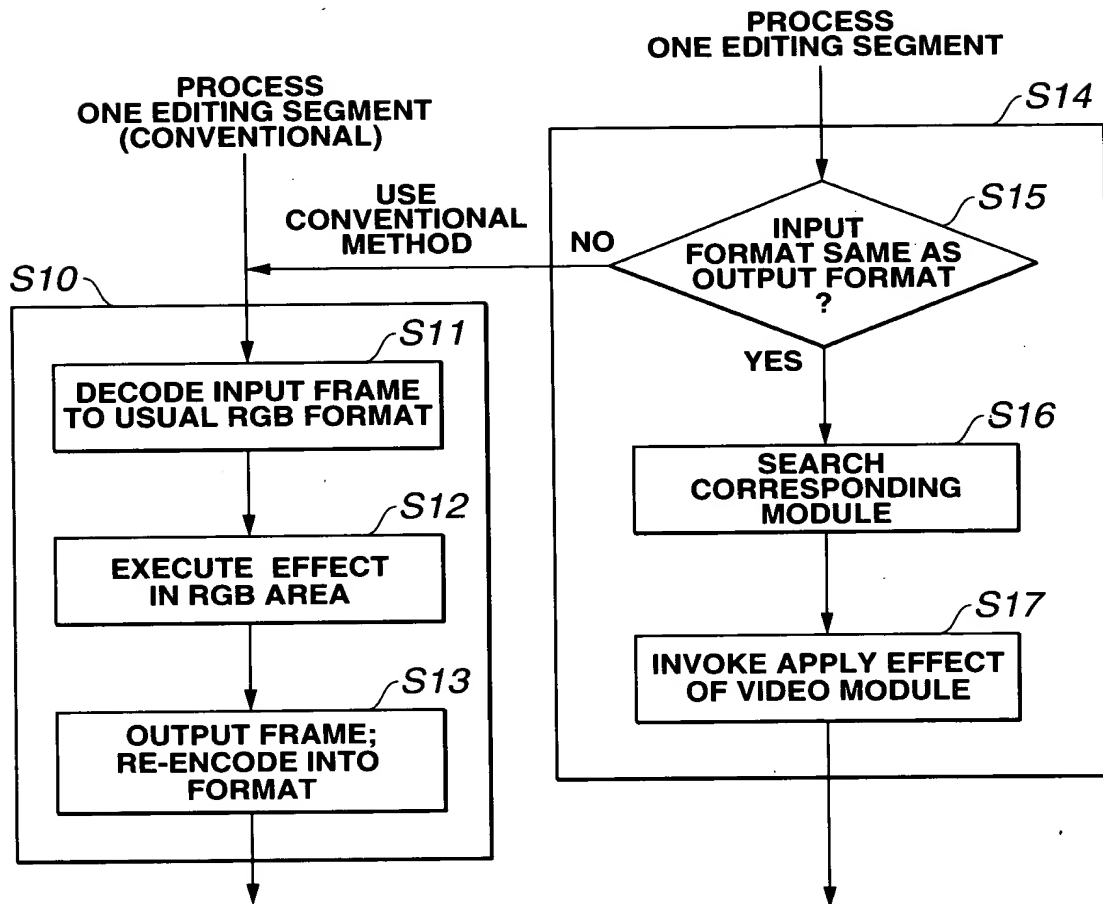 PROCESS
ONE EDITING SEGMENT
(CONVENTIONAL)
USE
CONVENTIONAL
METHOD
S10
S11
DECODE INPUT FRAME
TO USUAL RGB FORMAT
S12
EXECUTE EFFECT
IN RGB AREA
S13
OUTPUT FRAME;
RE-ENCODE INTO
FORMAT
PROCESS
ONE EDITING SEGMENT
S14
S15
INPUT
FORMAT SAME AS
OUTPUT FORMAT
?
NO
YES
S16
SEARCH
CORRESPONDING
MODULE
S17
INVOKE APPLY EFFECT
OF VIDEO MODULE